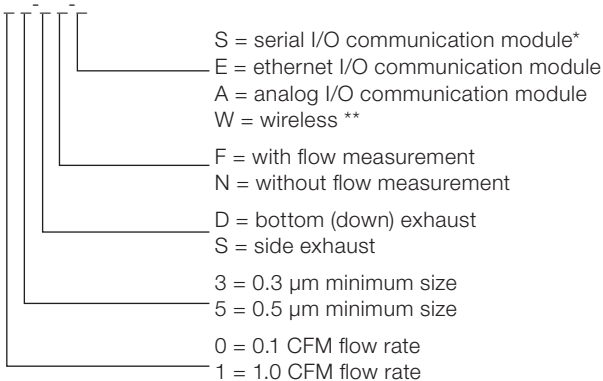 _ _-_ _-_
S = serial I/O communication module*
E = ethernet I/O communication module
A = analog I/O communication module
W = wireless **
F = with flow measurement
N = without flow measurement
D = bottom (down) exhaust
S = side exhaust
3 = 0.3 µm minimum size
5 = 0.5 µm minimum size
0 = 0.1 CFM flow rate
1 = 1.0 CFM flow rate